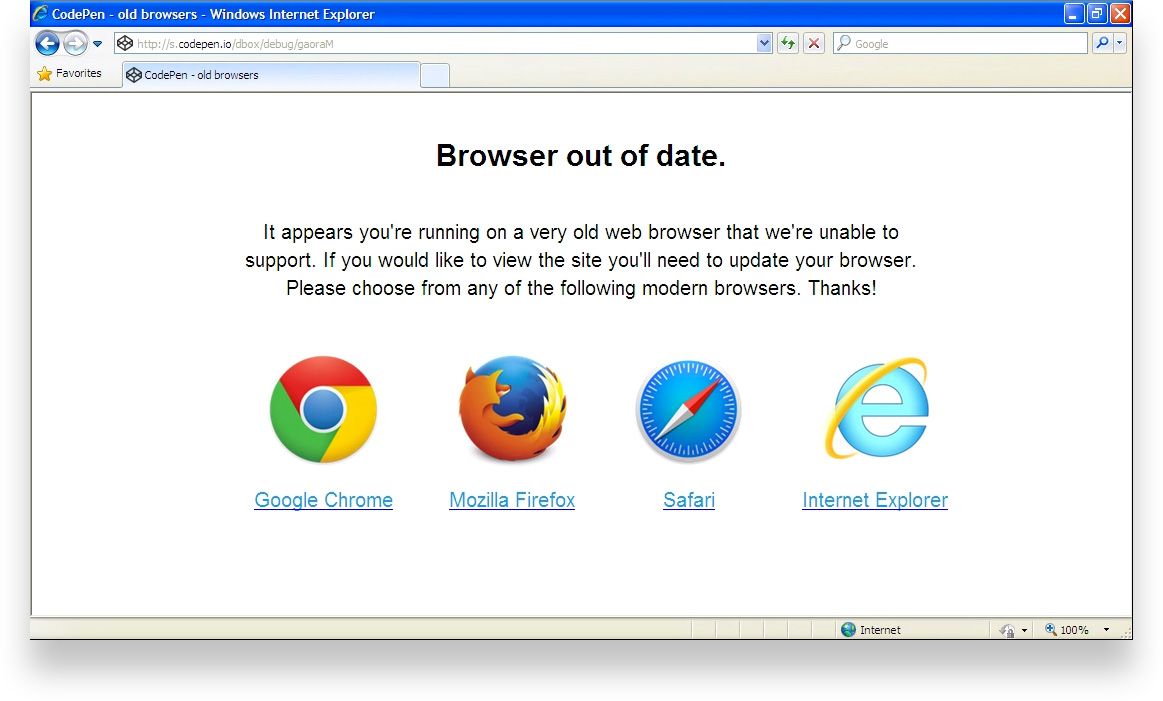 CodePen - old browsers - Windows Internet Explorer
http://s.codepen.io/dbox/debug/gaoraM
Google
Favorites
CodePen - old browsers
Browser out of date.
It appears you're running on a very old web browser that we're unable to
support. If you would like to view the site you'll need to update your browser.
Please choose from any of the following modern browsers. Thanks!
Google Chrome
Mozilla Firefox
Safari
Internet Explorer
Internet
100%